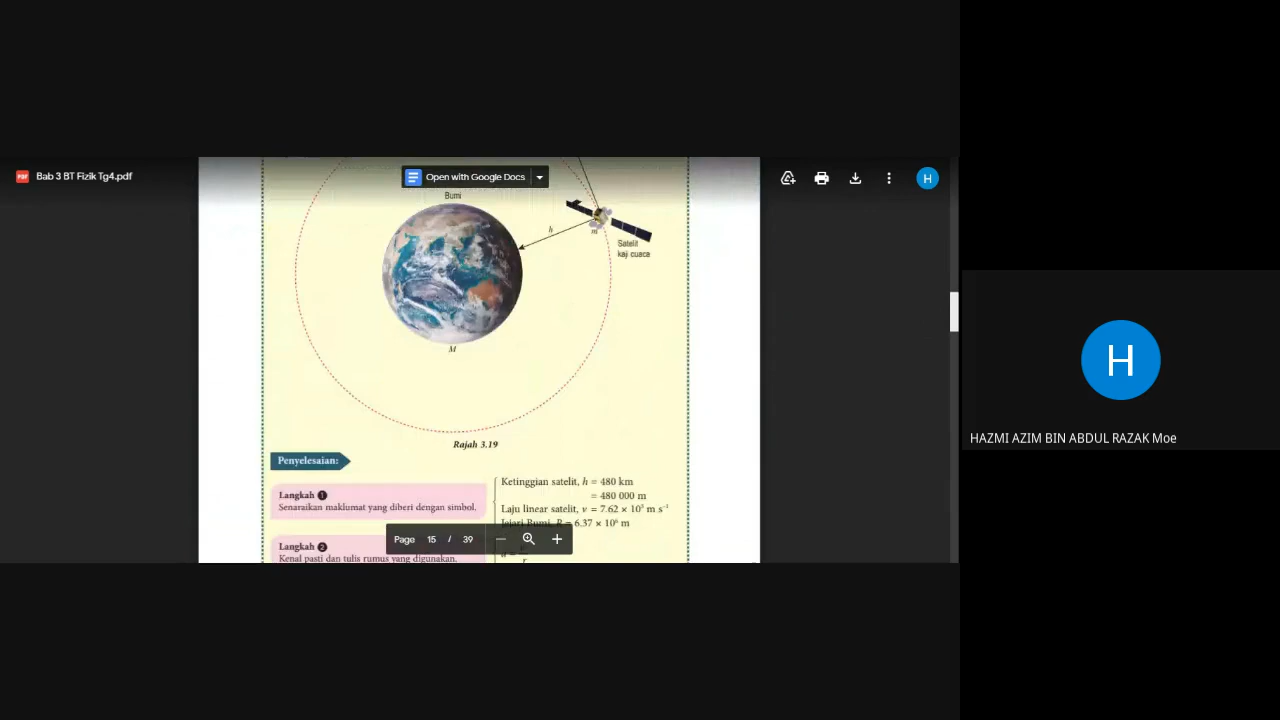 Bab 3 BT Fizik Tg4.pdf
Open with Google Docs
H
Bumi
h
m
Satelit
kaji cuaca
M
Rajah 3.19
Penyelesaian:
Langkah 1
Senaraikan maklumat yang diberi dengan simbol.
Ketinggian satelit, h = 480 km
= 480 000 m
Laju linear satelit, v = 7.62 × 10³ m s⁻¹
Jejari Bumi, R = 6.37 × 10⁶ m
Langkah 2
Kenal pasti dan tulis rumus yang digunakan.
Page 15 / 39
H
HAZMI AZIM BIN ABDUL RAZAK Moe